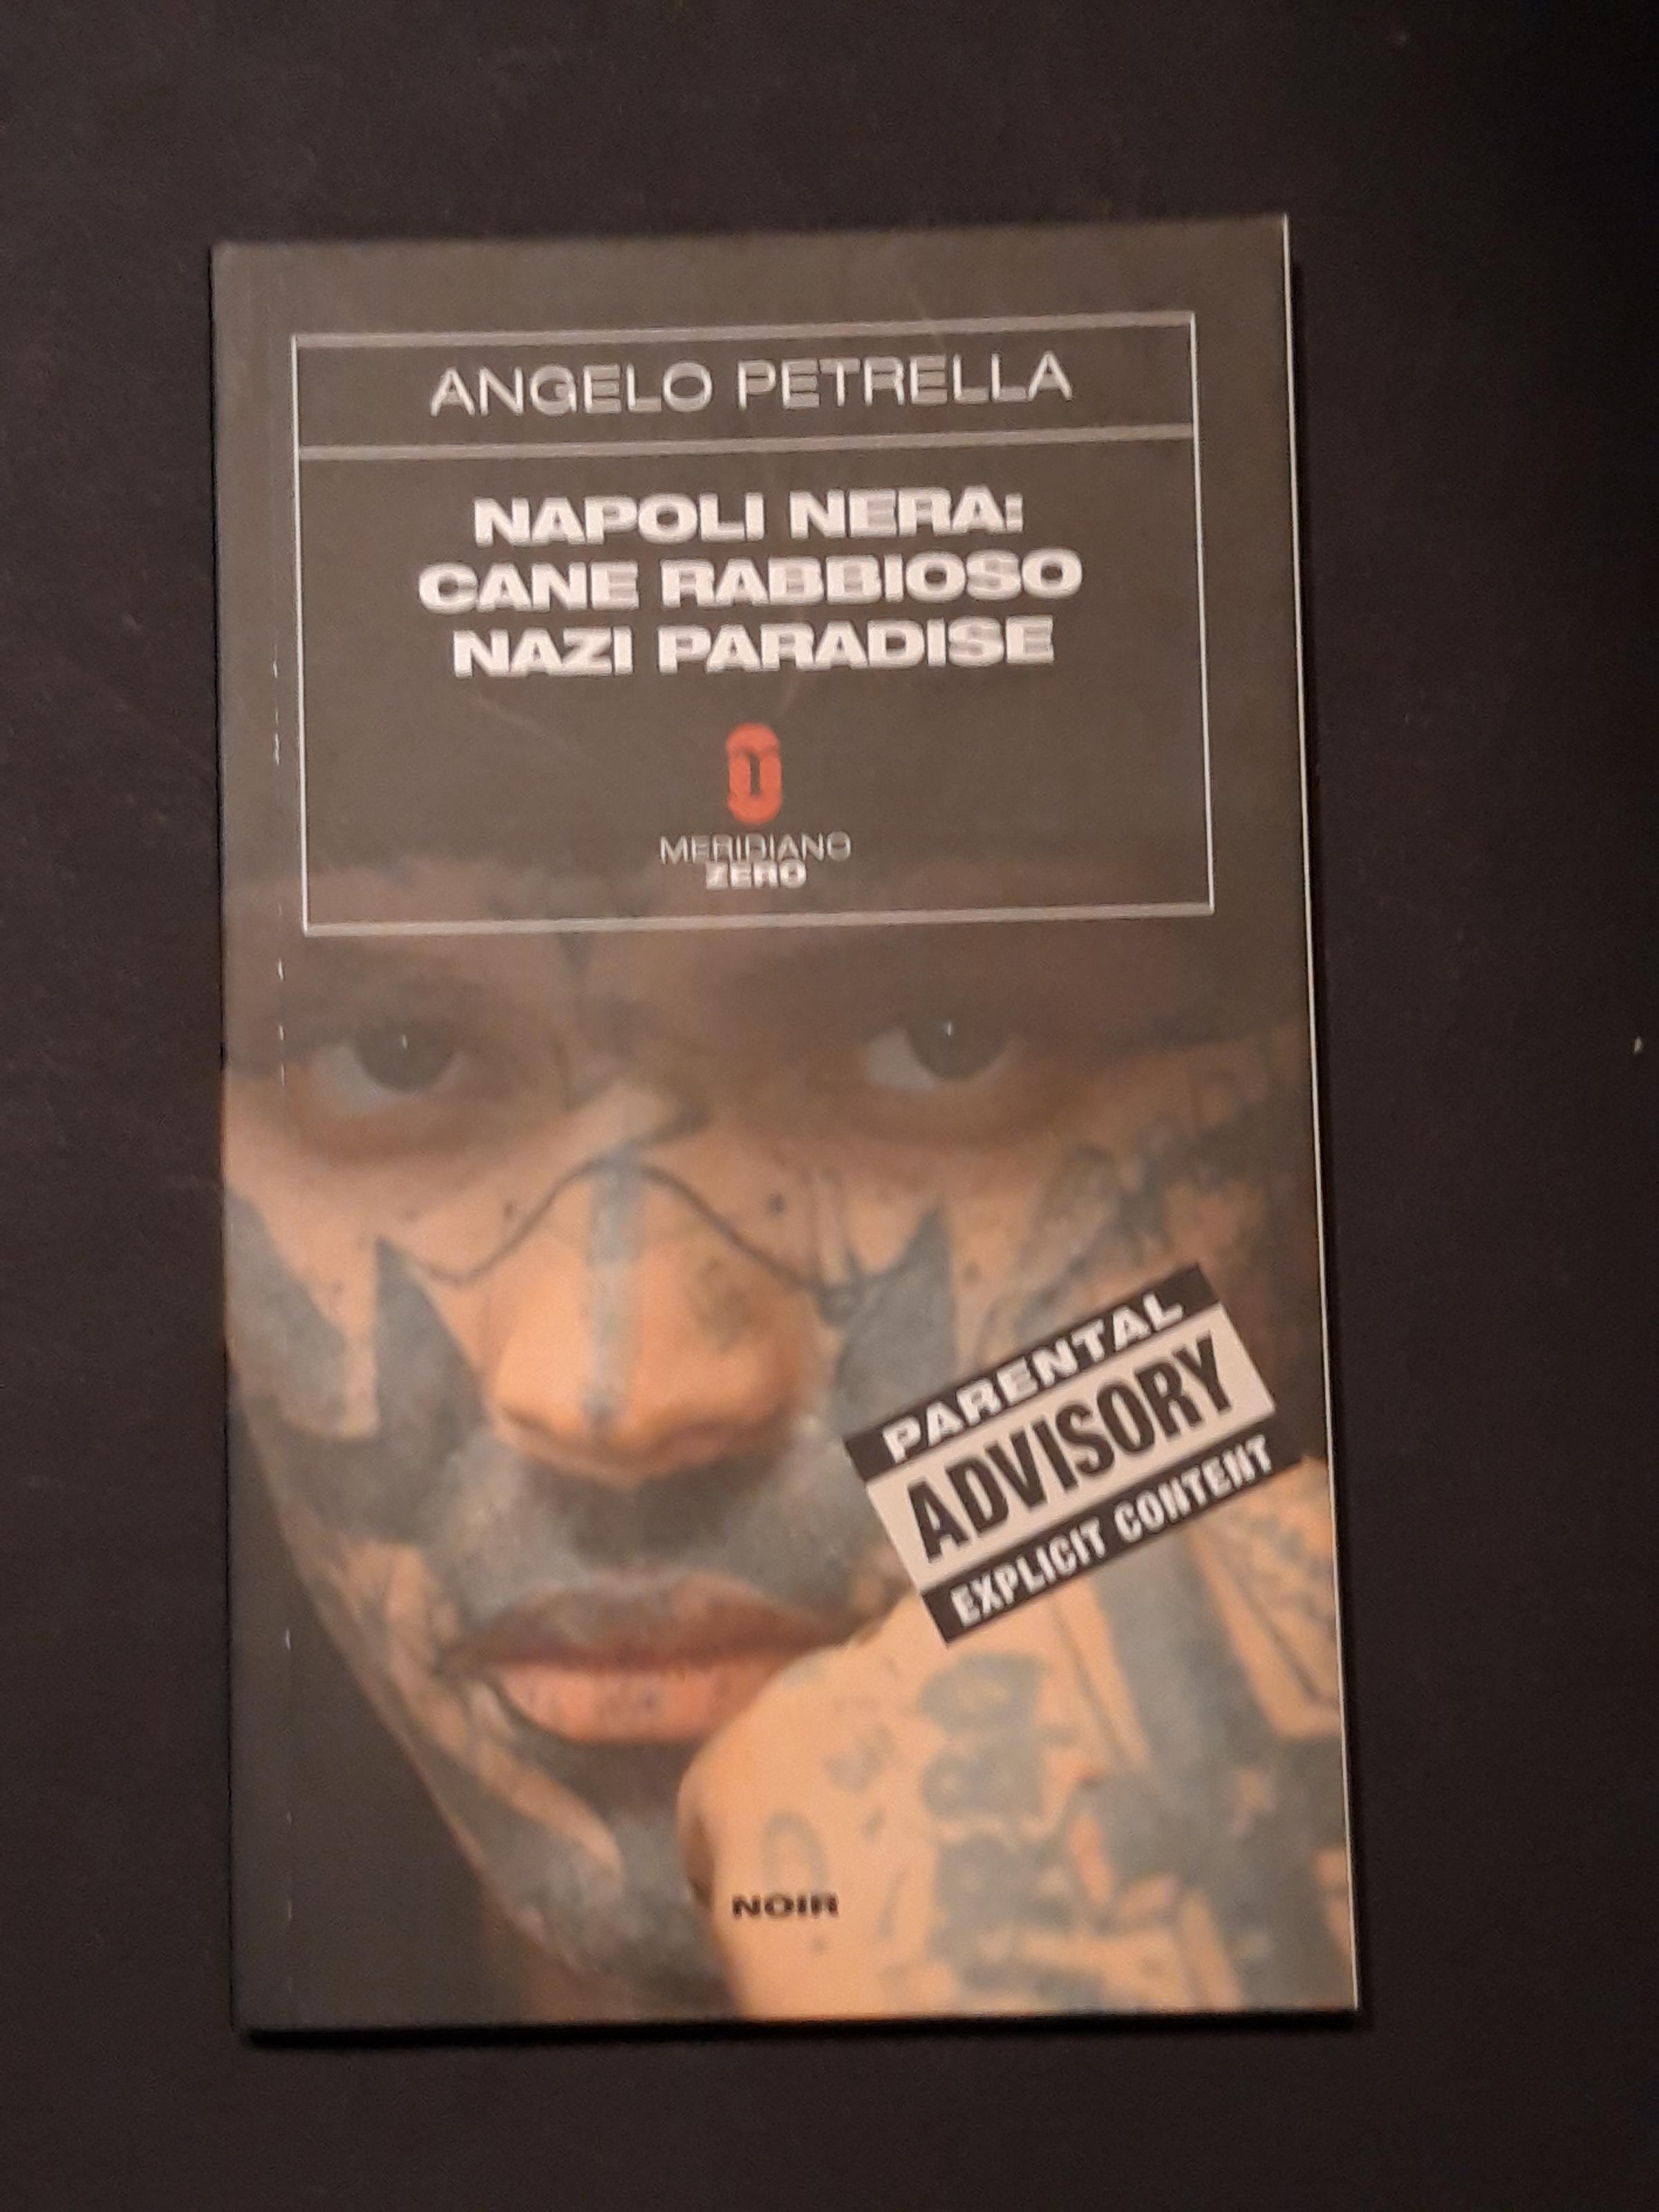 ANGELO PETRELLA
NAPOLI NERA:
CANE RABBIOSO
NAZI PARADISE
MERIDIANO
ZERO
PARENTAL
ADVISORY
EXPLICIT CONTENT
NOIR